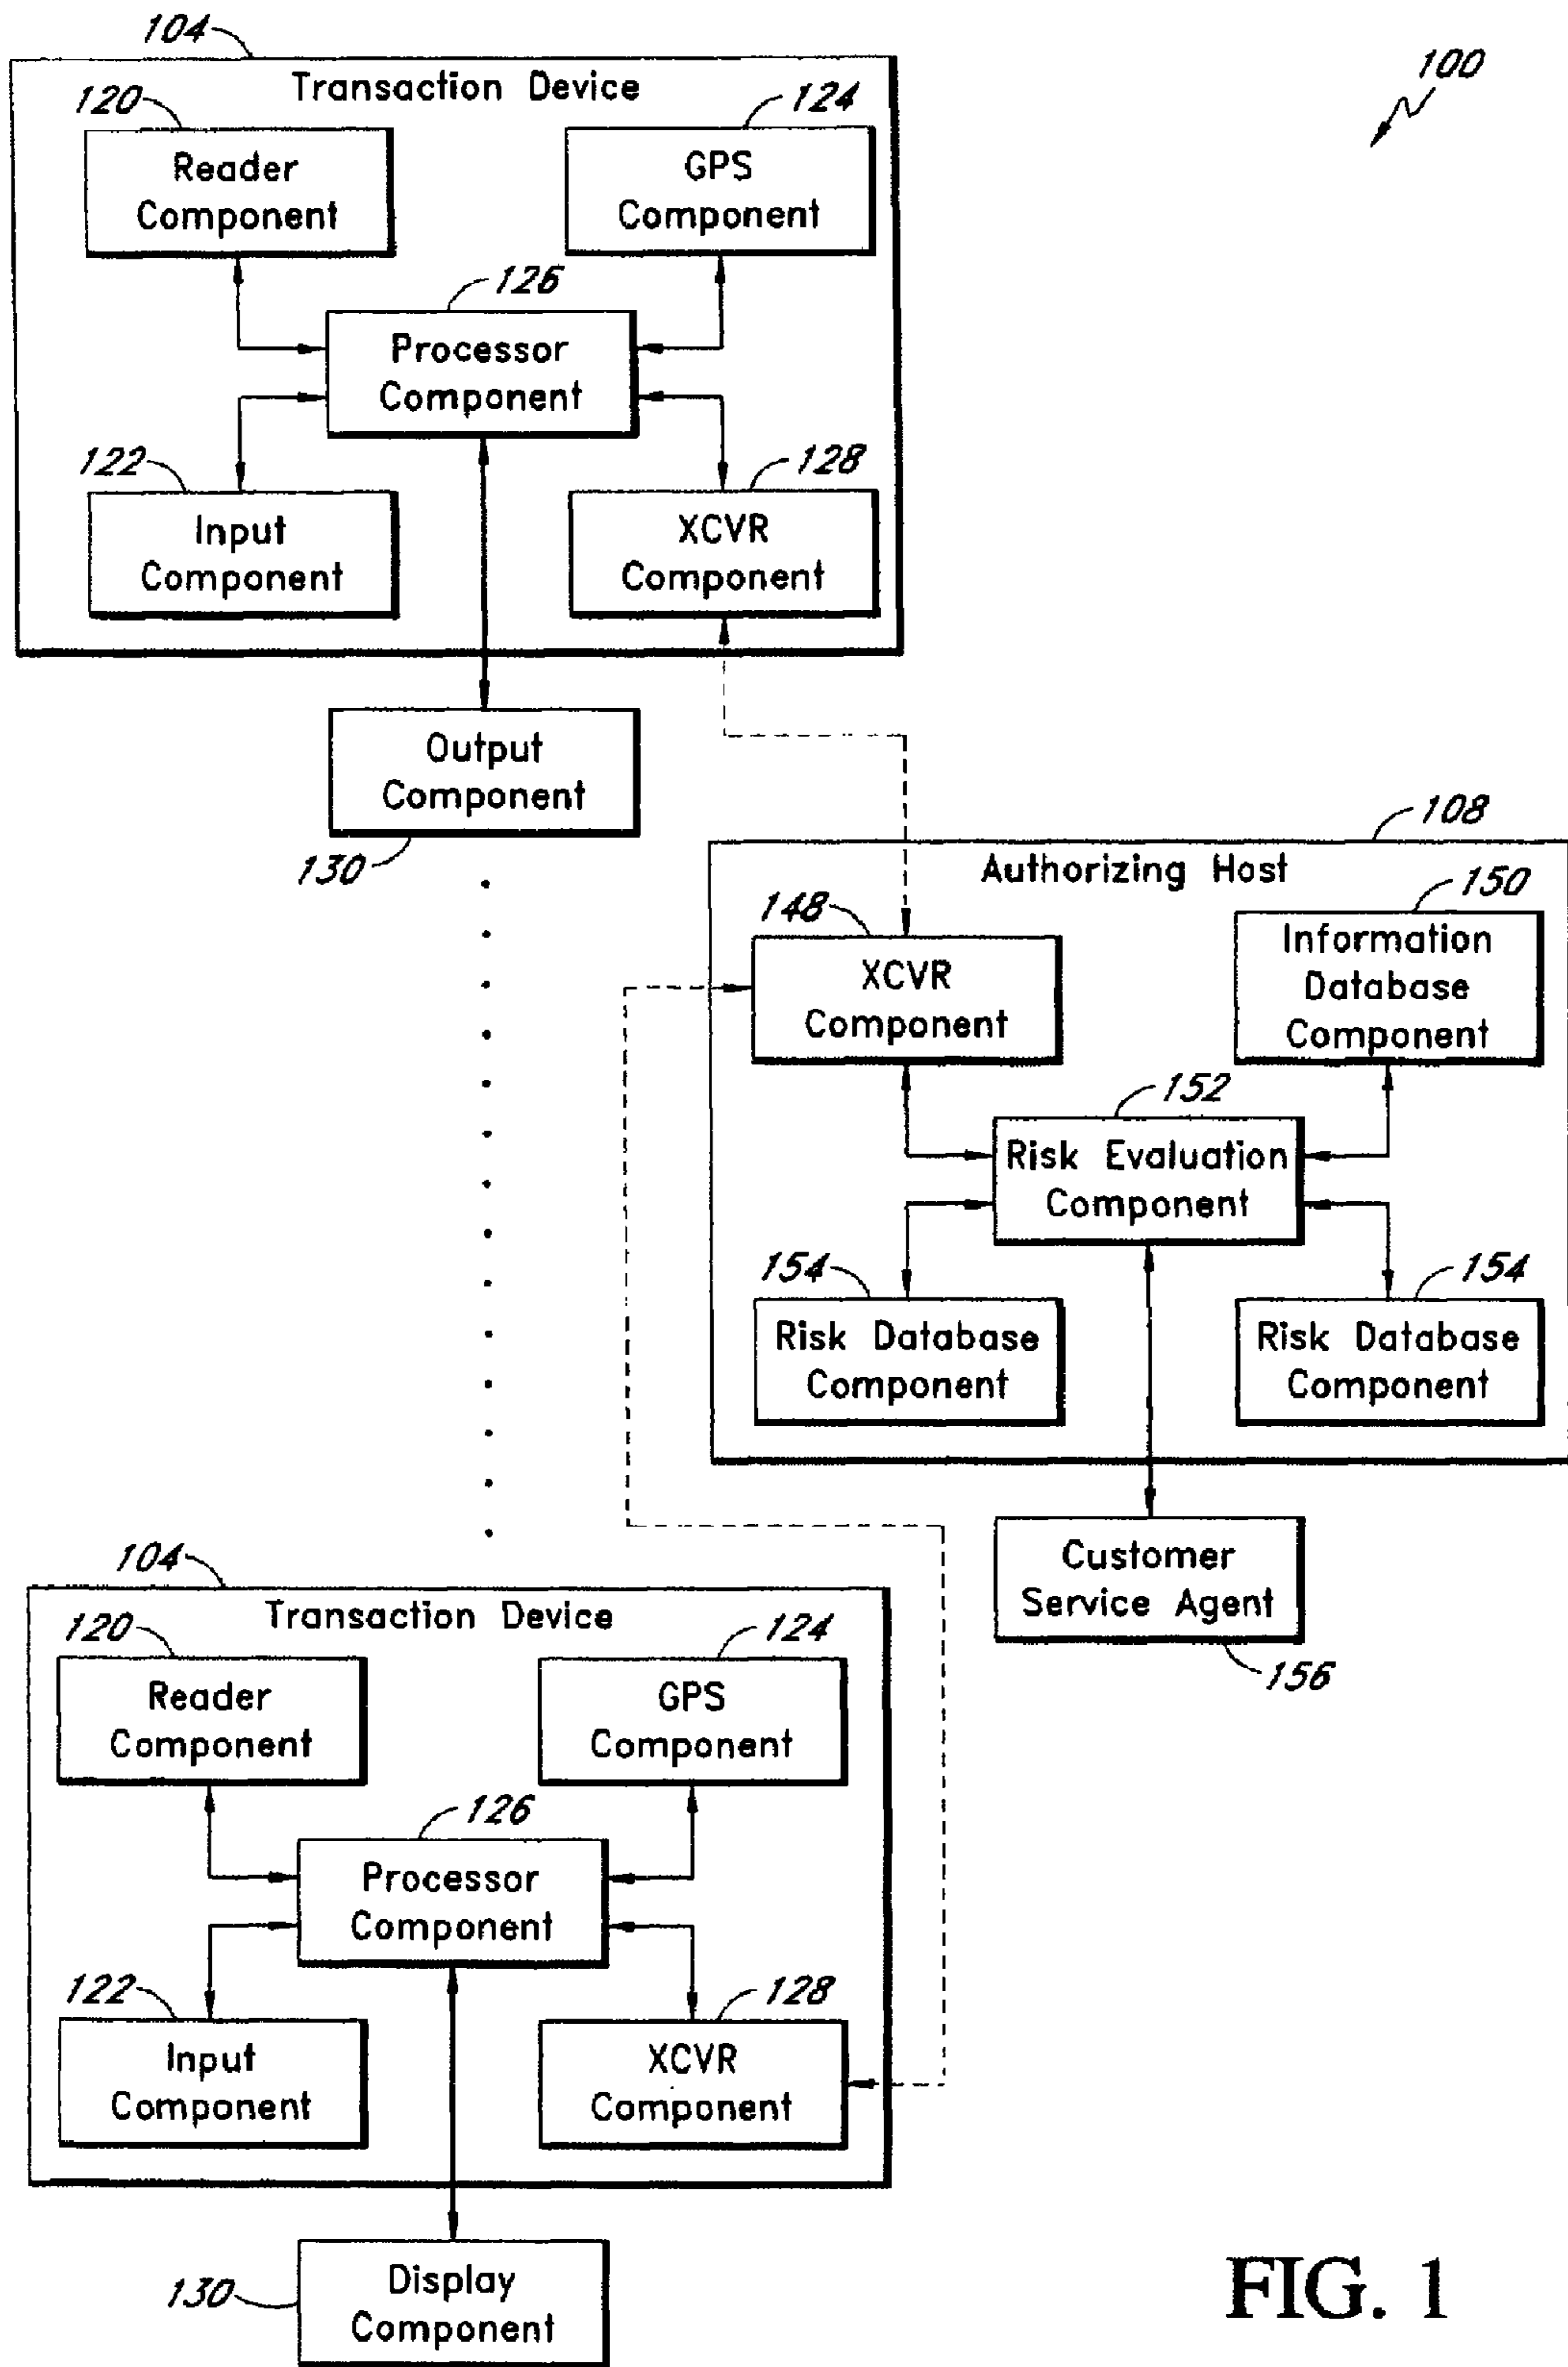 104
Transaction Device
100
120
124
Reader
Component
GPS
Component
126
Processor
Component
122
128
Input
Component
XCVR
Component
Output
Component
130
108
Authorizing Host
148
150
XCVR
Component
Information
Database
Component
152
Risk Evaluation
Component
154
154
Risk Database
Component
Risk Database
Component
Customer
Service Agent
156
104
Transaction Device
120
124
Reader
Component
GPS
Component
126
Processor
Component
122
128
Input
Component
XCVR
Component
130
Display
Component
FIG. 1